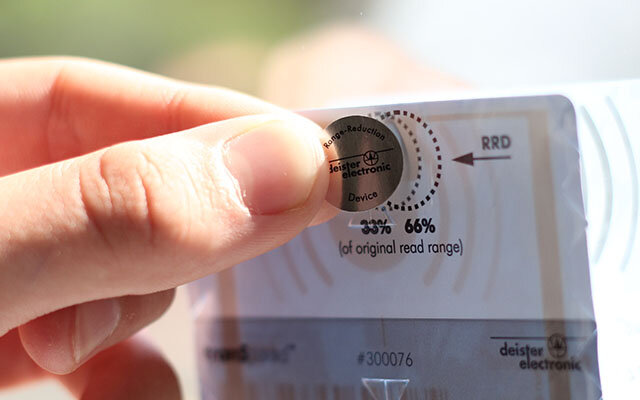 Range-Reduction
deister
electronic
Device
RRD
33% 66%
(of original read range)
#300076
deister
electronic